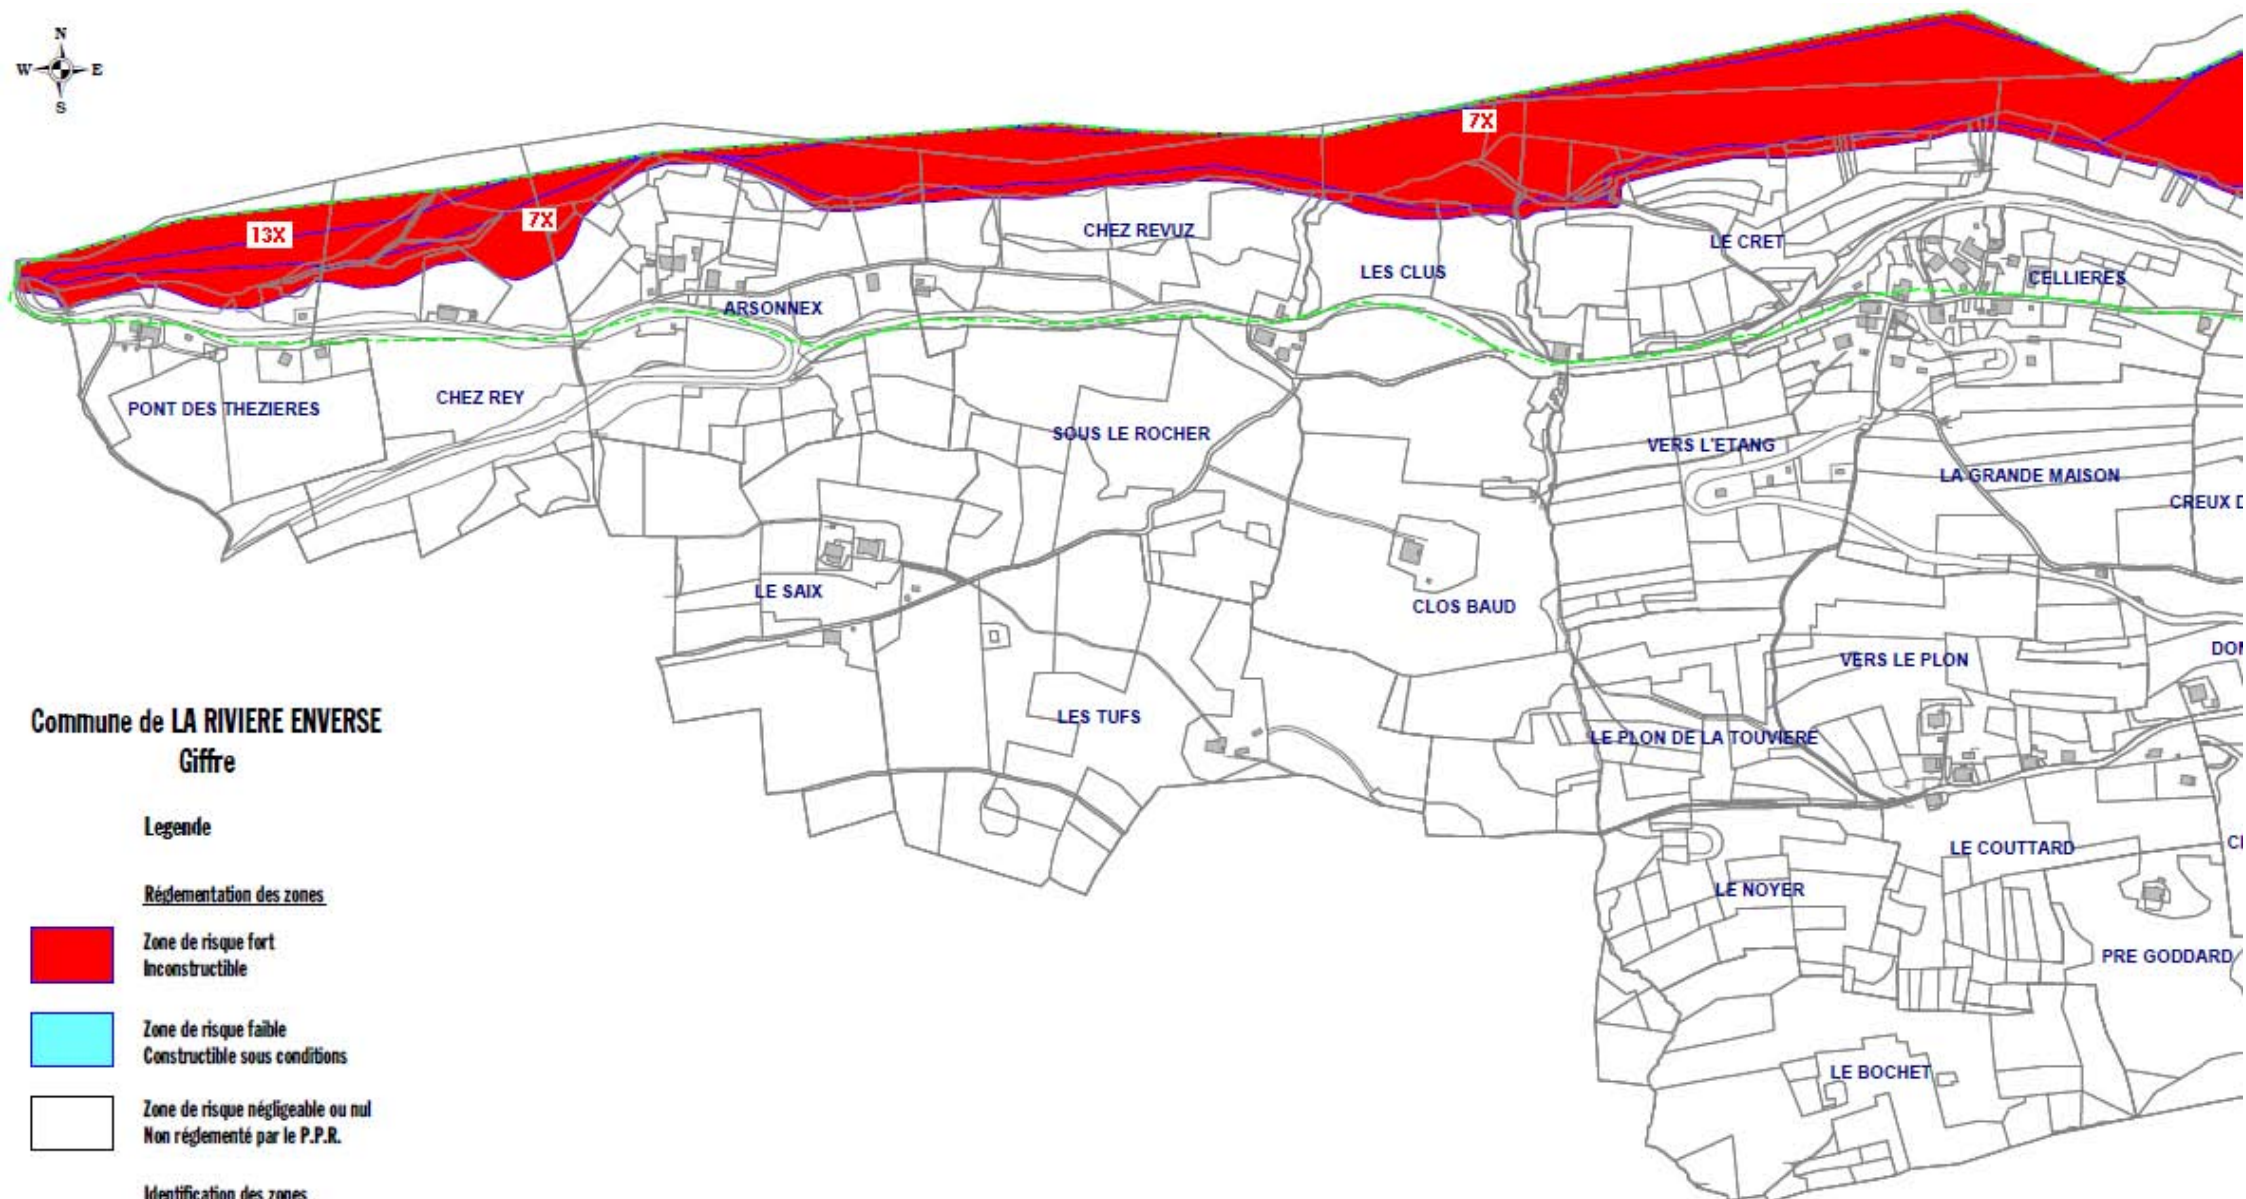 N
W E
S
7X
13X
7X
CHEZ REVUZ
LE CRET
LES CLUS
CELLIERES
ARSONNEX
CHEZ REY
PONT DES THEZIERES
SOUS LE ROCHER
VERS L'ETANG
LA GRANDE MAISON
CREUX D
LE SAIX
CLOS BAUD
VERS LE PLON
LES TUFS
LE PLON DE LA TOUVIERE
LE COUTTARD
LE NOYER
PRE GODDARD
LE BOCHET
Commune de LA RIVIERE ENVERSE
Giffre
Legende
Réglementation des zones
Zone de risque fort
Inconstructible
Zone de risque faible
Constructible sous conditions
Zone de risque négligeable ou nul
Non réglementé par le P.P.R.
Identification des zones